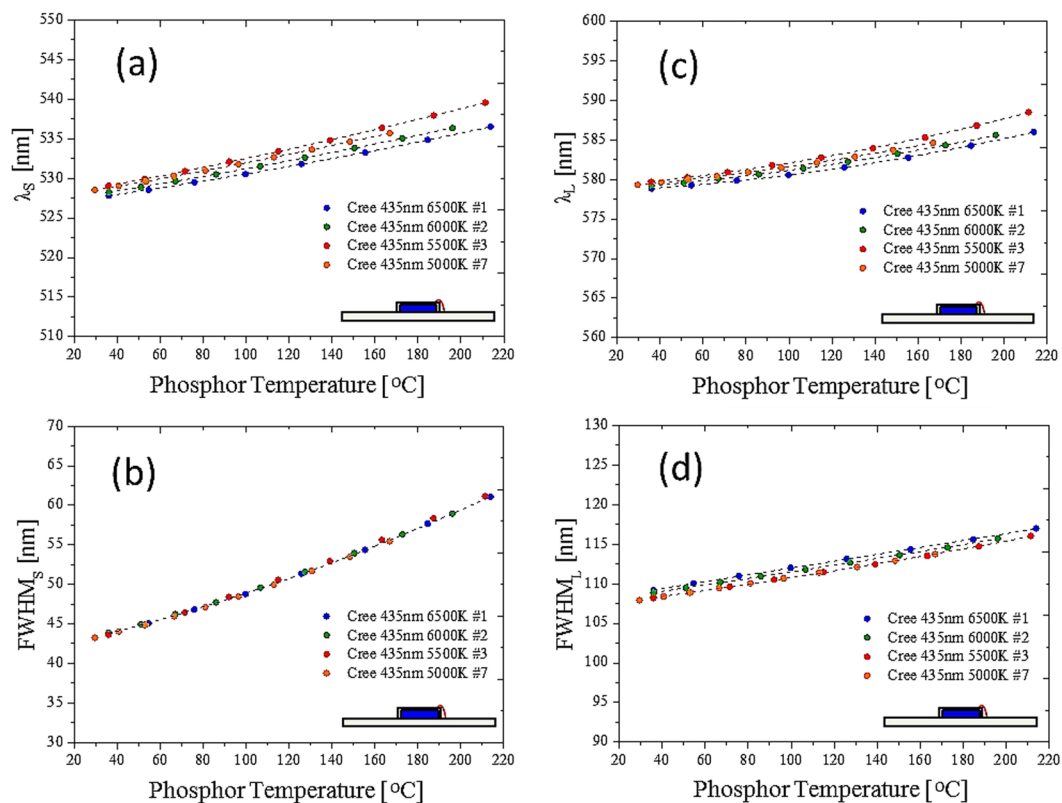 (a)
550
545
540
535
530
525
520
515
510
λS [nm]
Cree 435nm 6500K #1
Cree 435nm 6000K #2
Cree 435nm 5500K #3
Cree 435nm 5000K #7
20 40 60 80 100 120 140 160 180 200 220
Phosphor Temperature [°C]
(c)
600
595
590
585
580
575
570
565
560
λL [nm]
Cree 435nm 6500K #1
Cree 435nm 6000K #2
Cree 435nm 5500K #3
Cree 435nm 5000K #7
20 40 60 80 100 120 140 160 180 200 220
Phosphor Temperature [°C]
(b)
70
65
60
55
50
45
40
35
30
FWHMS [nm]
Cree 435nm 6500K #1
Cree 435nm 6000K #2
Cree 435nm 5500K #3
Cree 435nm 5000K #7
20 40 60 80 100 120 140 160 180 200 220
Phosphor Temperature [°C]
(d)
130
125
120
115
110
105
100
95
90
FWHML [nm]
Cree 435nm 6500K #1
Cree 435nm 6000K #2
Cree 435nm 5500K #3
Cree 435nm 5000K #7
20 40 60 80 100 120 140 160 180 200 220
Phosphor Temperature [°C]